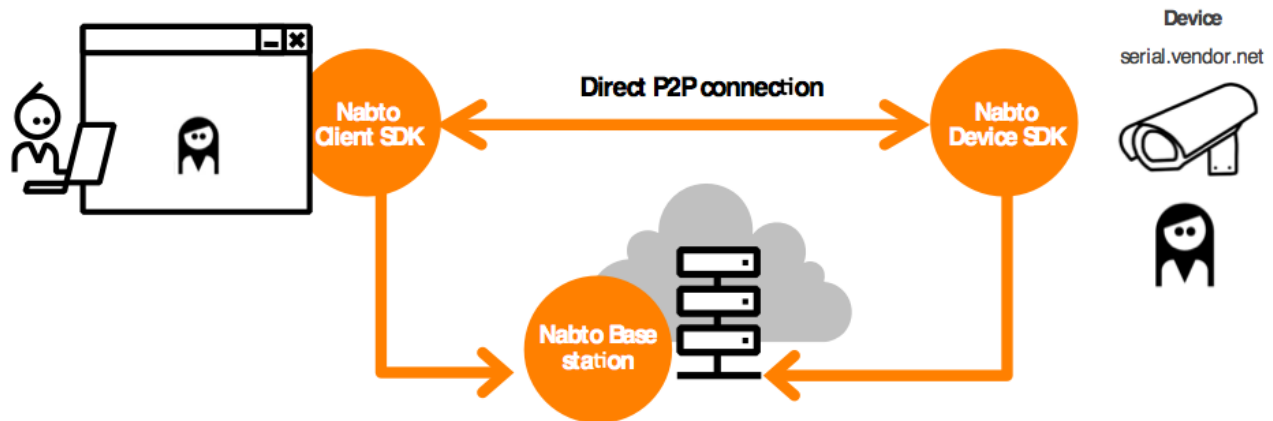 Device
serial.vendor.net
Direct P2P connection
Nabto
Client SDK
Nabto
Device SDK
Nabto Base
station